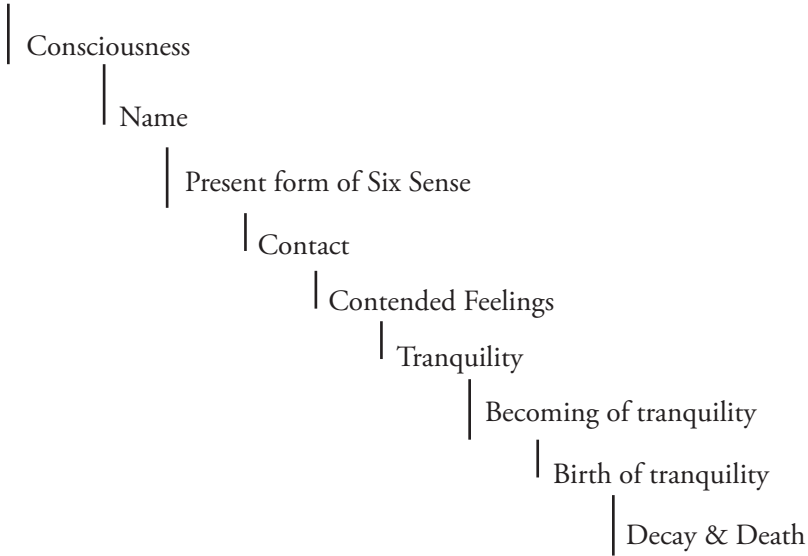 Consciousness
Name
Present form of Six Sense
Contact
Contended Feelings
Tranquility
Becoming of tranquility
Birth of tranquility
Decay & Death